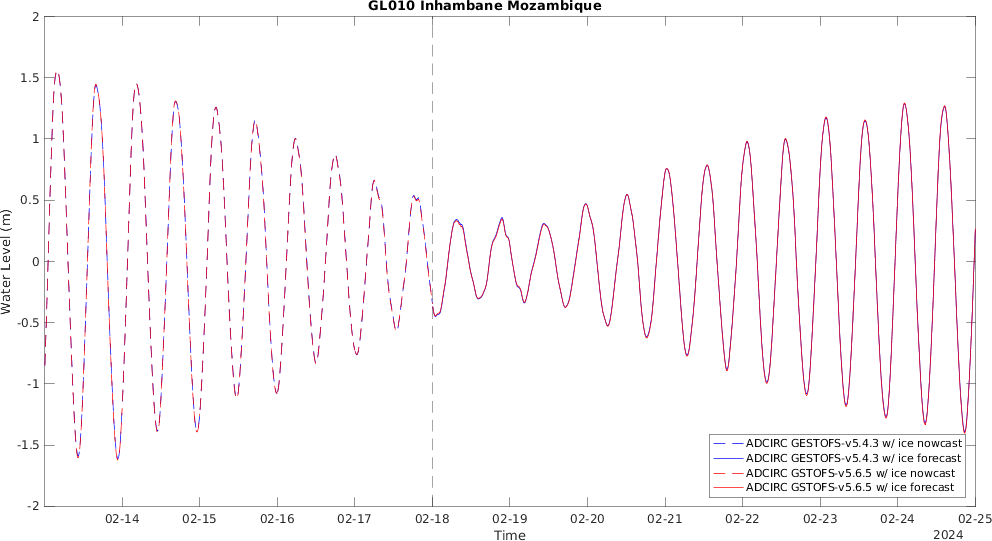 GL010 Inhambane Mozambique
2
1.5
1
0.5
0
-0.5
-1
-1.5
-2
Water Level (m)
ADCIRC GESTOFS-v5.4.3 w/ ice nowcast
ADCIRC GESTOFS-v5.4.3 w/ ice forecast
ADCIRC GSTOFS-v5.6.5 w/ ice nowcast
ADCIRC GSTOFS-v5.6.5 w/ ice forecast
02-14 02-15 02-16 02-17 02-18 02-19 02-20 02-21 02-22 02-23 02-24 02-25
Time
2024